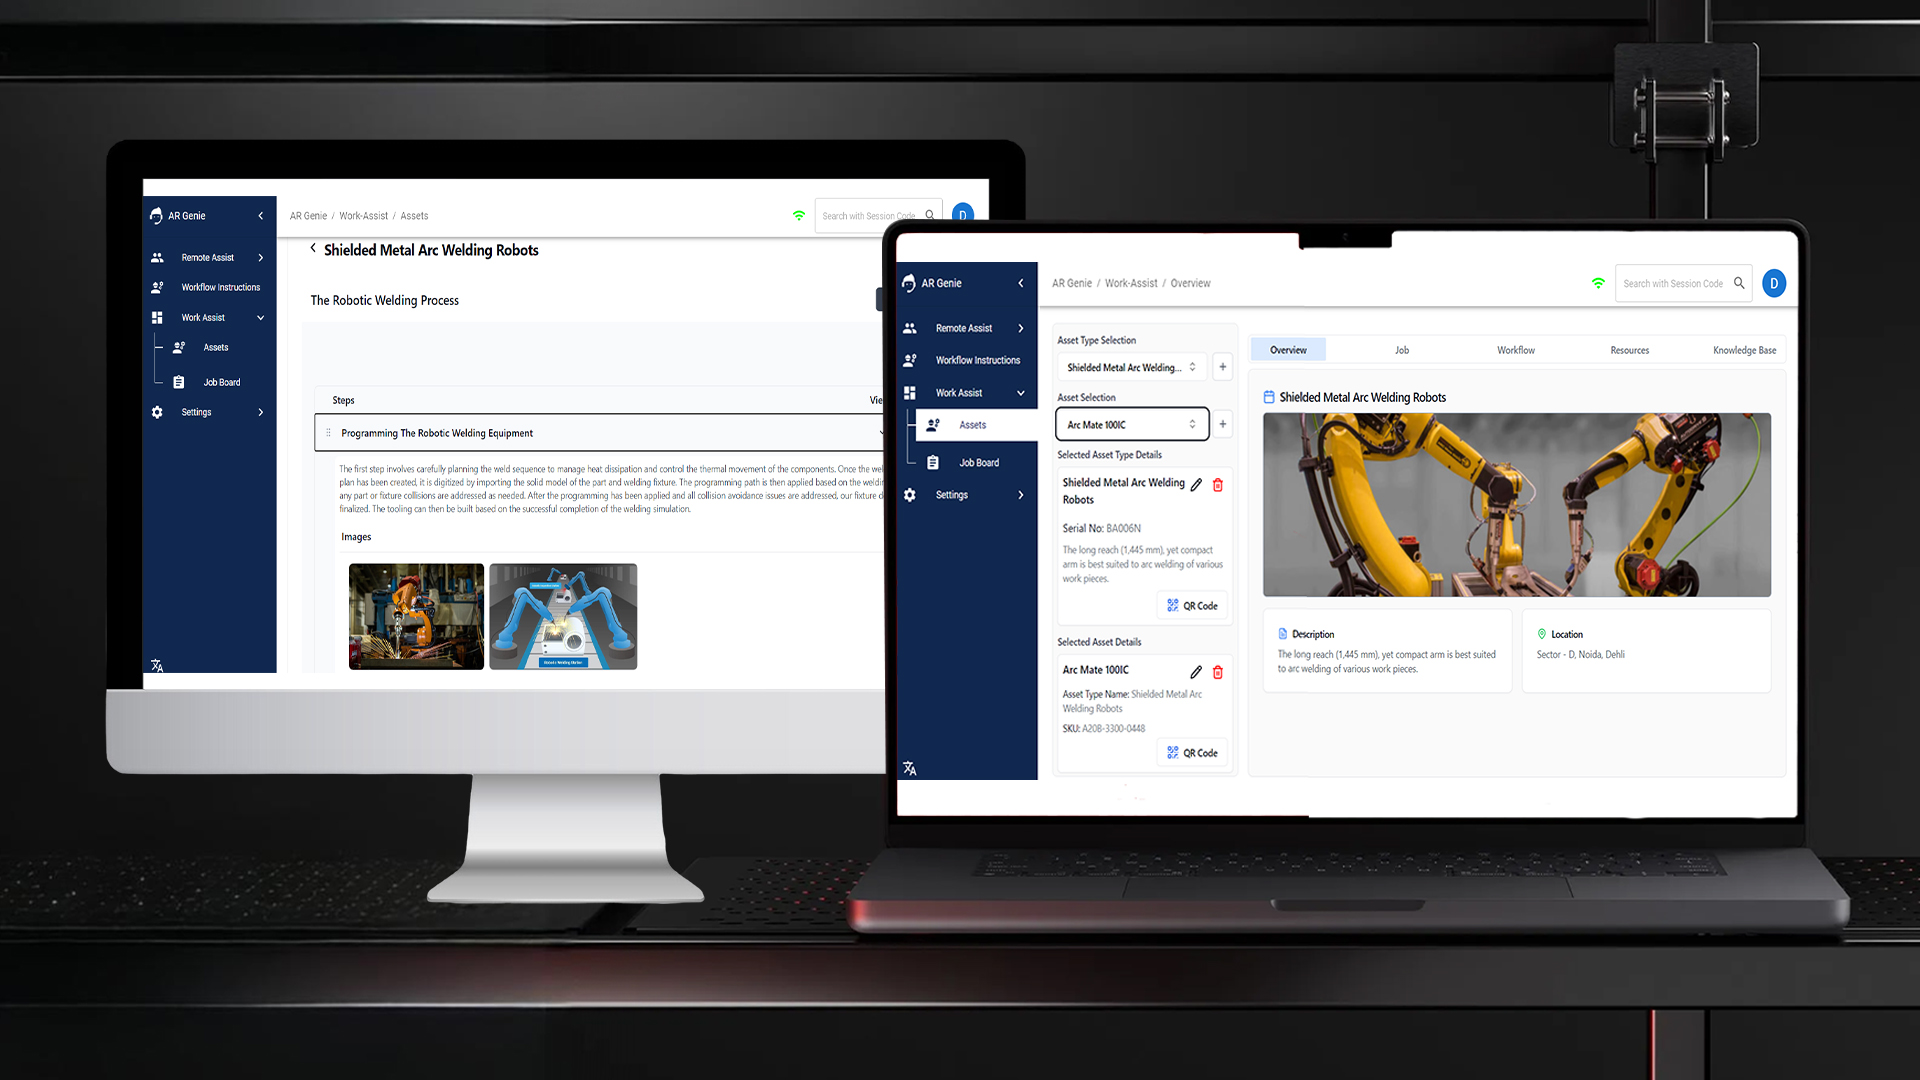 AR Genie
AR Genie / Work-Assist / Assets
Search with Session Code
D
Shielded Metal Arc Welding Robots
Remote Assist
Workflow Instructions
Work Assist
Assets
Job Board
Settings
The Robotic Welding Process
Steps
Vie
Programming The Robotic Welding Equipment
The first step involves carefully planning the weld sequence to manage heat dissipation and control the thermal movement of the components. Once the wel
plan has been created, it is digitized by importing the solid model of the part and welding fixture. The programming path is then applied based on the weldin
any part or fixture collisions are addressed as needed. After the programming has been applied and all collision avoidance issues are addressed, our fixture d
finalized. The tooling can then be built based on the successful completion of the welding simulation.
Images
AR Genie
AR Genie / Work-Assist / Overview
Search with Session Code
D
Remote Assist
Workflow Instructions
Work Assist
Assets
Job Board
Settings
Asset Type Selection
Shielded Metal Arc Welding...
Asset Selection
Arc Mate 100IC
Selected Asset Type Details
Shielded Metal Arc Welding
Robots
Serial No: BA006N
The long reach (1,445 mm), yet compact
arm is best suited to arc welding of various
work pieces.
QR Code
Selected Asset Details
Arc Mate 100IC
Asset Type Name: Shielded Metal Arc
Welding Robots
SKU: A20B-3300-0448
QR Code
Overview
Job
Workflow
Resources
Knowledge Base
Shielded Metal Arc Welding Robots
Description
The long reach (1,445 mm), yet compact arm is best suited
to arc welding of various work pieces.
Location
Sector - D, Noida, Dehli